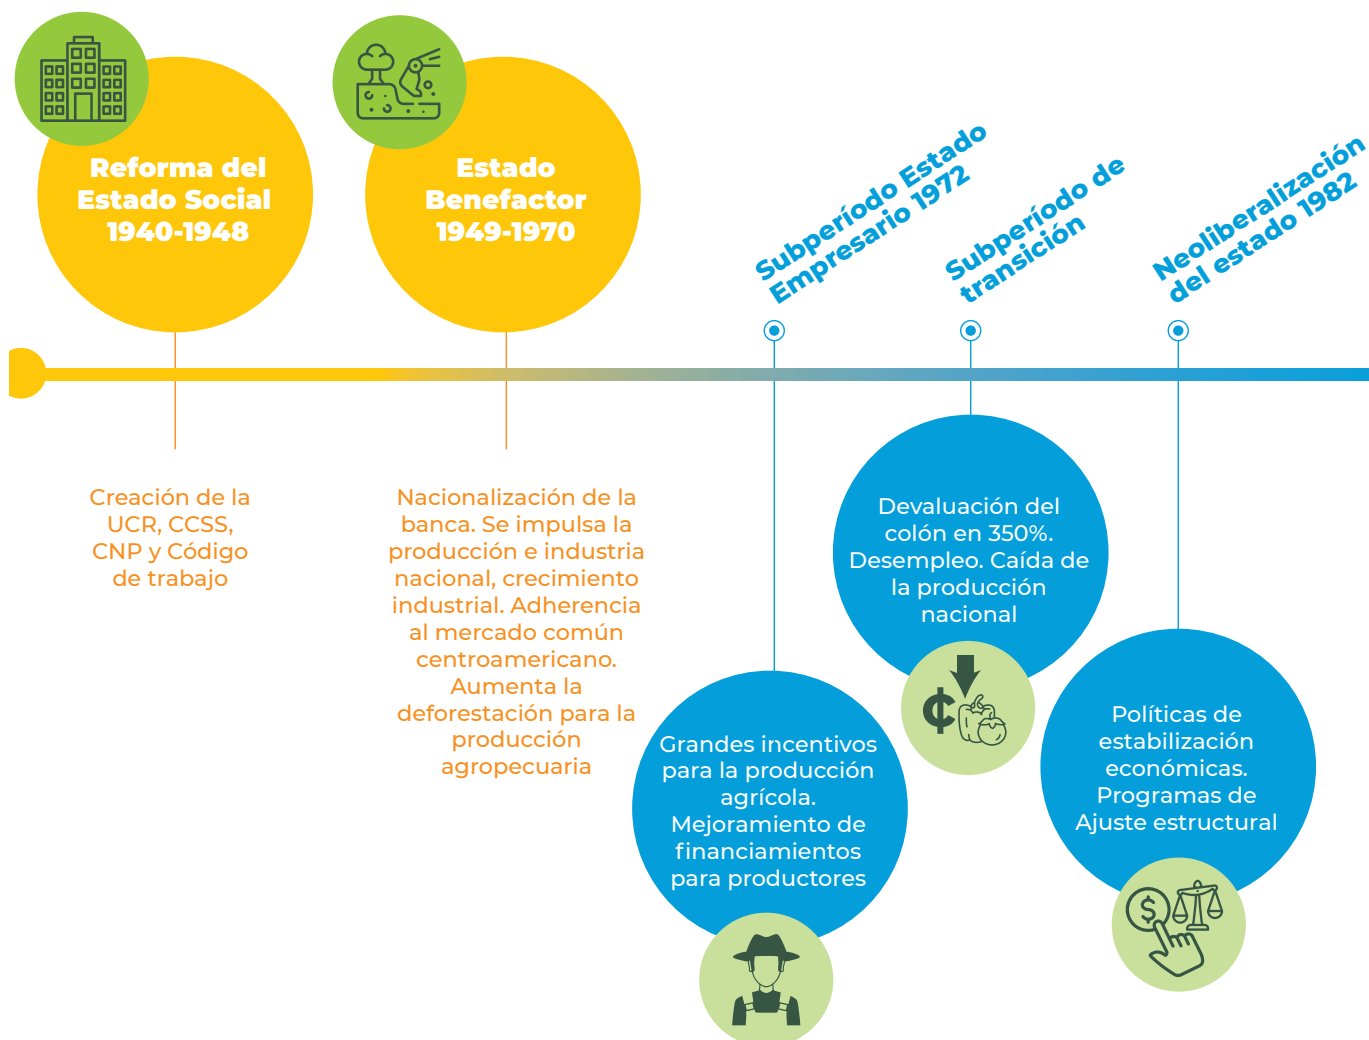 Reforma del
Estado Social
1940-1948
Estado
Benefactor
1949-1970
Subperíodo Estado
Empresario 1972
Subperíodo de
transición
Neoliberalización
del estado 1982
Creación de la
UCR, CCSS,
CNP y Código
de trabajo
Nacionalización de la
banca. Se impulsa la
producción e industria
nacional, crecimiento
industrial. Adherencia
al mercado común
centroamericano.
Aumenta la
deforestación para la
producción
agropecuaria
Grandes incentivos
para la producción
agrícola.
Mejoramiento de
financiamientos
para productores
Devaluación del
colón en 350%.
Desempleo. Caída de
la producción
nacional
₡
Políticas de
estabilización
económicas.
Programas de
Ajuste estructural
$